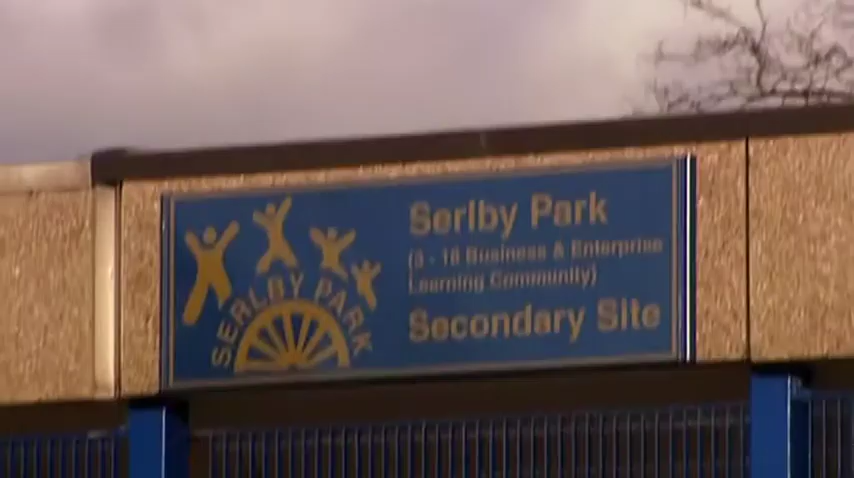 SERLBY PARK
Serlby Park
(3 - 18 Business & Enterprise
Learning Community)
Secondary Site